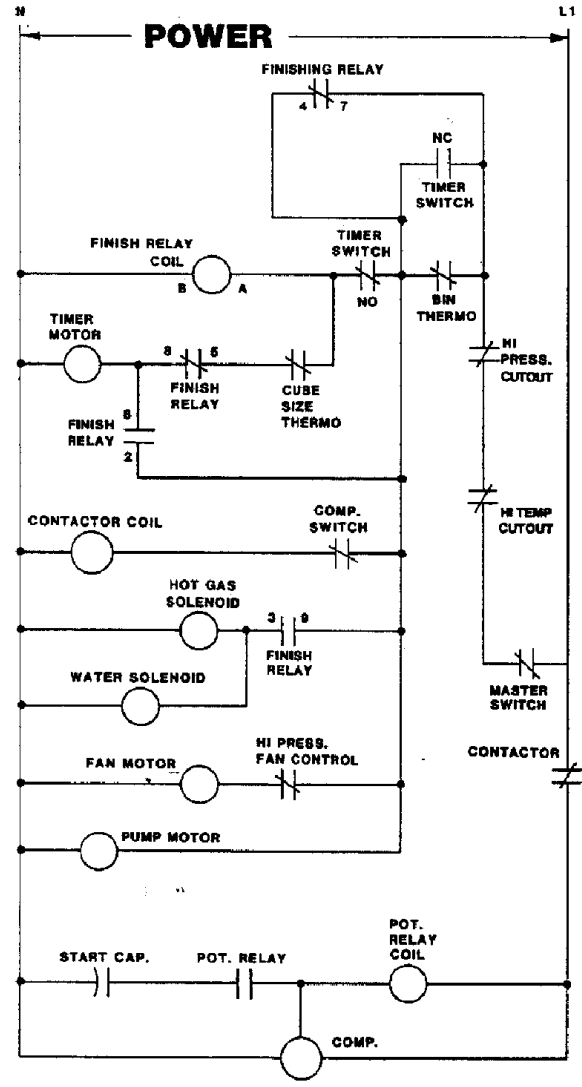 N
L1
POWER
FINISHING RELAY
4 7
NC
TIMER
SWITCH
FINISH RELAY
COIL
B A
TIMER
SWITCH
NO
BIN
THERMO
TIMER
MOTOR
8 5
FINISH
RELAY
CUBE
SIZE
THERMO
HI
PRESS.
CUTOUT
6
FINISH
RELAY
2
CONTACTOR COIL
COMP.
SWITCH
HI TEMP
CUTOUT
HOT GAS
SOLENOID
3 9
FINISH
RELAY
WATER SOLENOID
MASTER
SWITCH
FAN MOTOR
HI PRESS.
FAN CONTROL
CONTACTOR
PUMP MOTOR
START CAP.
POT. RELAY
POT.
RELAY
COIL
COMP.